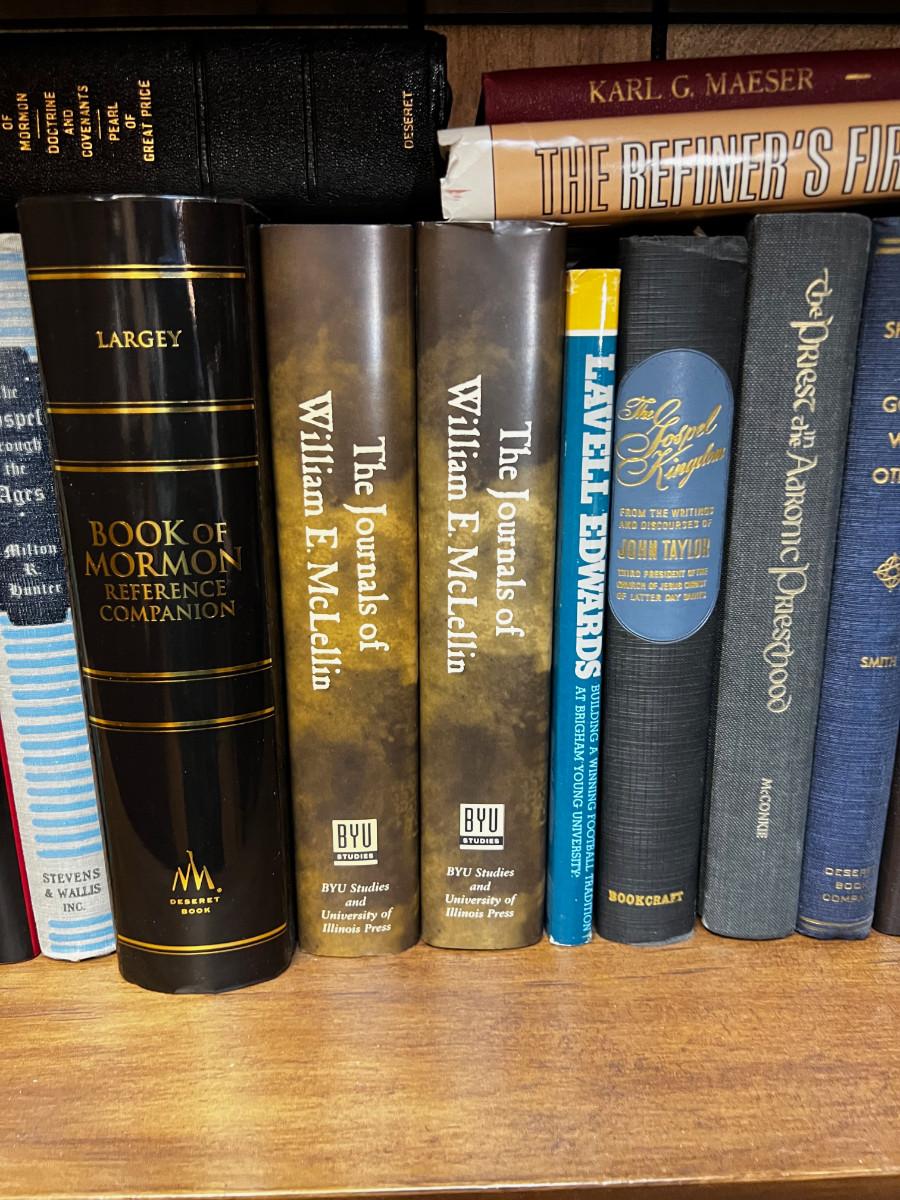 OF
MORMON
DOCTRINE
AND
COVENANTS
PEARL
OF
GREAT PRICE
DESERET
KARL G. MAESER
THE REFINER'S
Ages
Milton
R.
Hunter
STEVENS
& WALLIS
INC.
LARGEY
BOOK OF
MORMON
REFERENCE
COMPANION
DESERET
BOOK
The Journals of
William E. McLellin
BYU
STUDIES
BYU Studies
and
University of
Illinois Press
The Journals of
William E. McLellin
BYU
STUDIES
BYU Studies
and
University of
Illinois Press
LAVELL EDWARDS
BUILDING A WINNING FOOTBALL TRADITION
AT BRIGHAM YOUNG UNIVERSITY
The
Gospel
Kingdom
FROM THE WRITINGS
AND DISCOURSES OF
JOHN TAYLOR
THIRD PRESIDENT OF THE
CHURCH OF JESUS CHRIST
OF LATTER DAY SAINTS
BOOKCRAFT
The Priest in the Aaronic Priesthood
McCONKIE
SMITH
BOOK